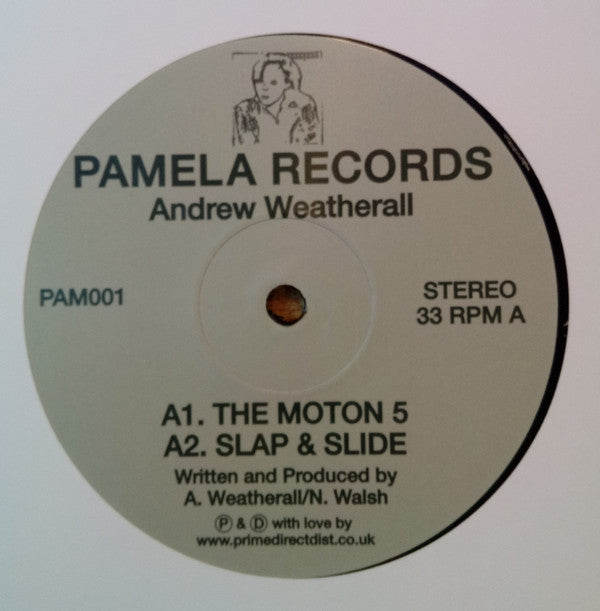 PAMELA RECORDS
Andrew Weatherall
PAM001
STEREO
33 RPM A
A1. THE MOTON 5
A2. SLAP & SLIDE
Written and Produced by
A. Weatherall/N. Walsh
Ⓟ & Ⓓ with love by
www.primedirectdist.co.uk